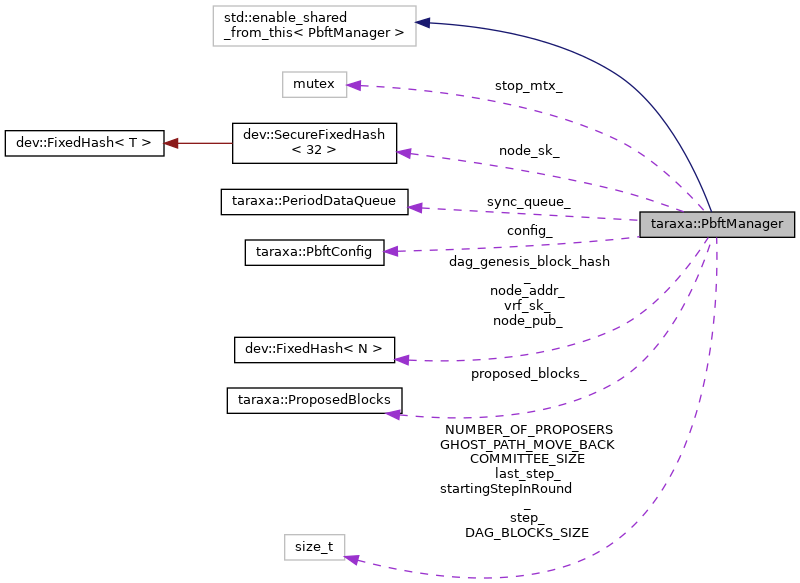 std::enable_shared
_from_this< PbftManager >
mutex
stop_mtx_
dev::FixedHash< T >
dev::SecureFixedHash
< 32 >
node_sk_
taraxa::PeriodDataQueue
sync_queue_
taraxa::PbftManager
taraxa::PbftConfig
config_
dag_genesis_block_hash
_
node_addr_
vrf_sk_
node_pub_
dev::FixedHash< N >
proposed_blocks_
taraxa::ProposedBlocks
NUMBER_OF_PROPOSERS
GHOST_PATH_MOVE_BACK
COMMITTEE_SIZE
last_step_
startingStepInRound
_
step_
DAG_BLOCKS_SIZE
size_t